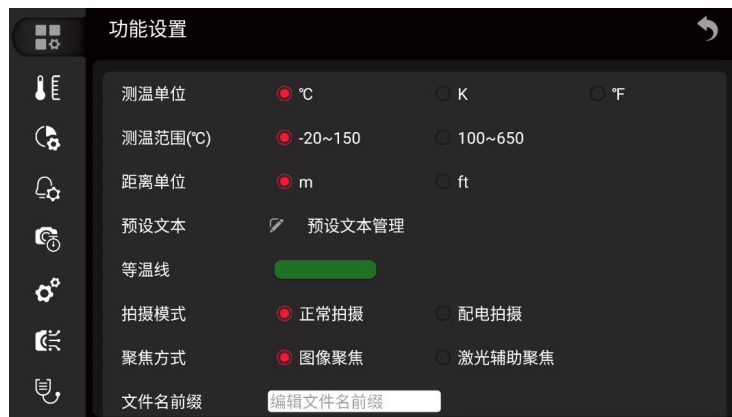 功能设置
测温单位 ℃ K ℉
测温范围(℃) -20~150 100~650
距离单位 m ft
预设文本 预设文本管理
等温线
拍摄模式 正常拍摄 配电拍摄
聚焦方式 图像聚焦 激光辅助聚焦
文件名前缀 编辑文件名前缀